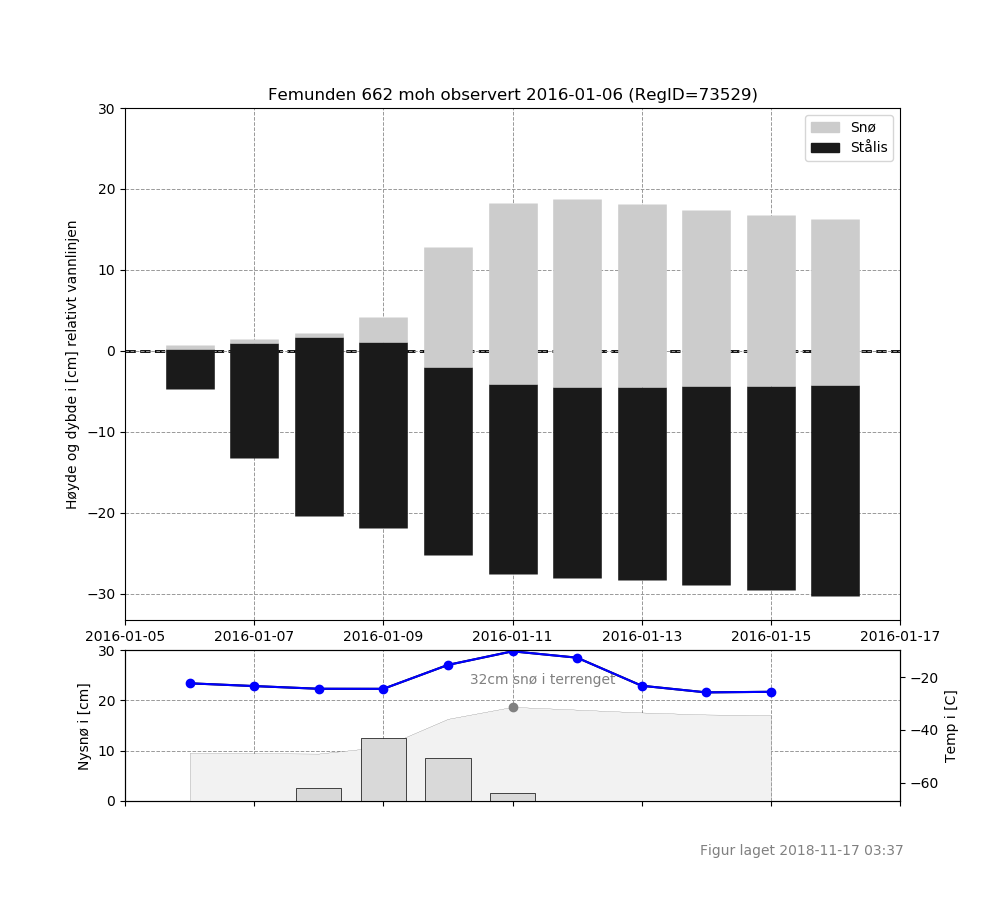 Femunden 662 moh observert 2016-01-06 (RegID=73529)
Snø
Stålis
Høyde og dybde i [cm] relativt vannlinjen
30
20
10
0
−10
−20
−30
2016-01-05 2016-01-07 2016-01-09 2016-01-11 2016-01-13 2016-01-15 2016-01-17
Nysnø i [cm]
30
20
10
0
32cm snø i terrenget
−20
−40
−60
Temp i [C]
Figur laget 2018-11-17 03:37